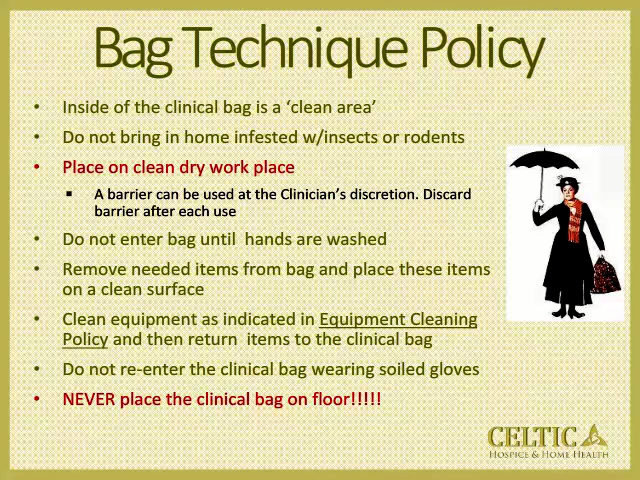 Bag Technique Policy
• Inside of the clinical bag is a ‘clean area’
• Do not bring in home infested w/insects or rodents
• Place on clean dry work place
▪ A barrier can be used at the Clinician’s discretion. Discard
barrier after each use
• Do not enter bag until hands are washed
• Remove needed items from bag and place these items
on a clean surface
• Clean equipment as indicated in Equipment Cleaning
Policy and then return items to the clinical bag
• Do not re-enter the clinical bag wearing soiled gloves
• NEVER place the clinical bag on floor!!!!!
CELTIC
HOSPICE & HOME HEALTH